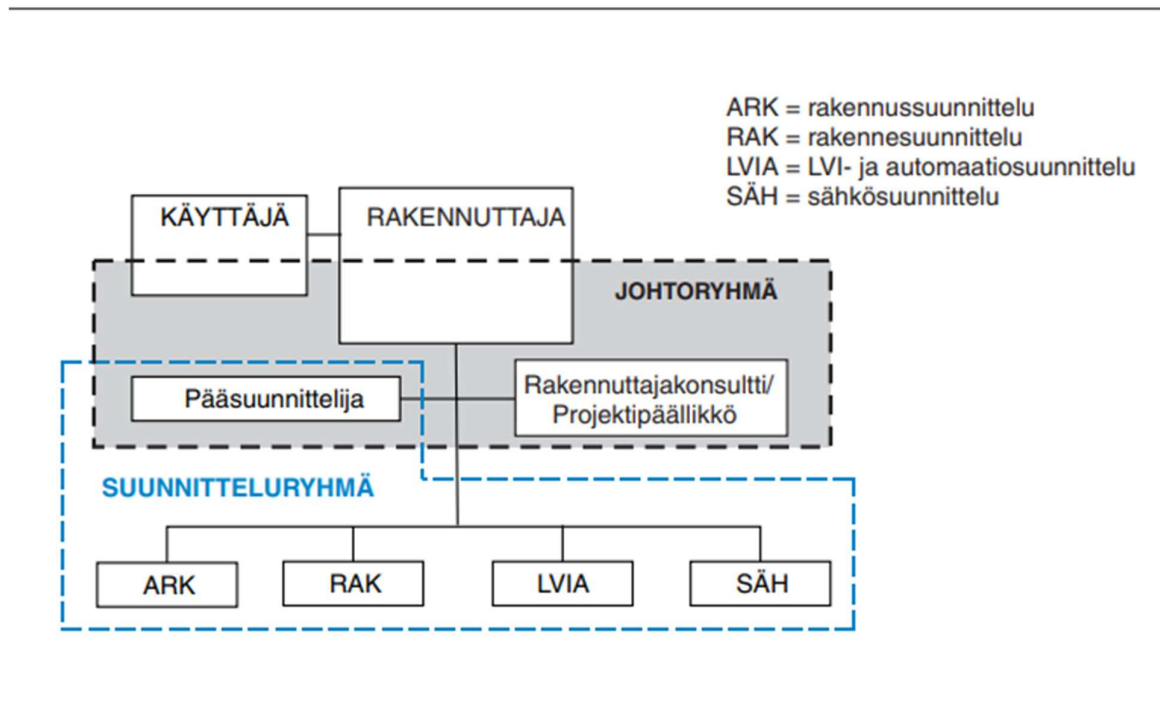 ARK = rakennussuunnittelu
RAK = rakennesuunnittelu
LVIA = LVI- ja automaatiosuunnittelu
SÄH = sähkösuunnittelu
KÄYTTÄJÄ
RAKENNUTTAJA
JOHTORYHMÄ
Pääsuunnittelija
Rakennuttajakonsultti/
Projektipäällikkö
SUUNNITTELURYHMÄ
ARK
RAK
LVIA
SÄH